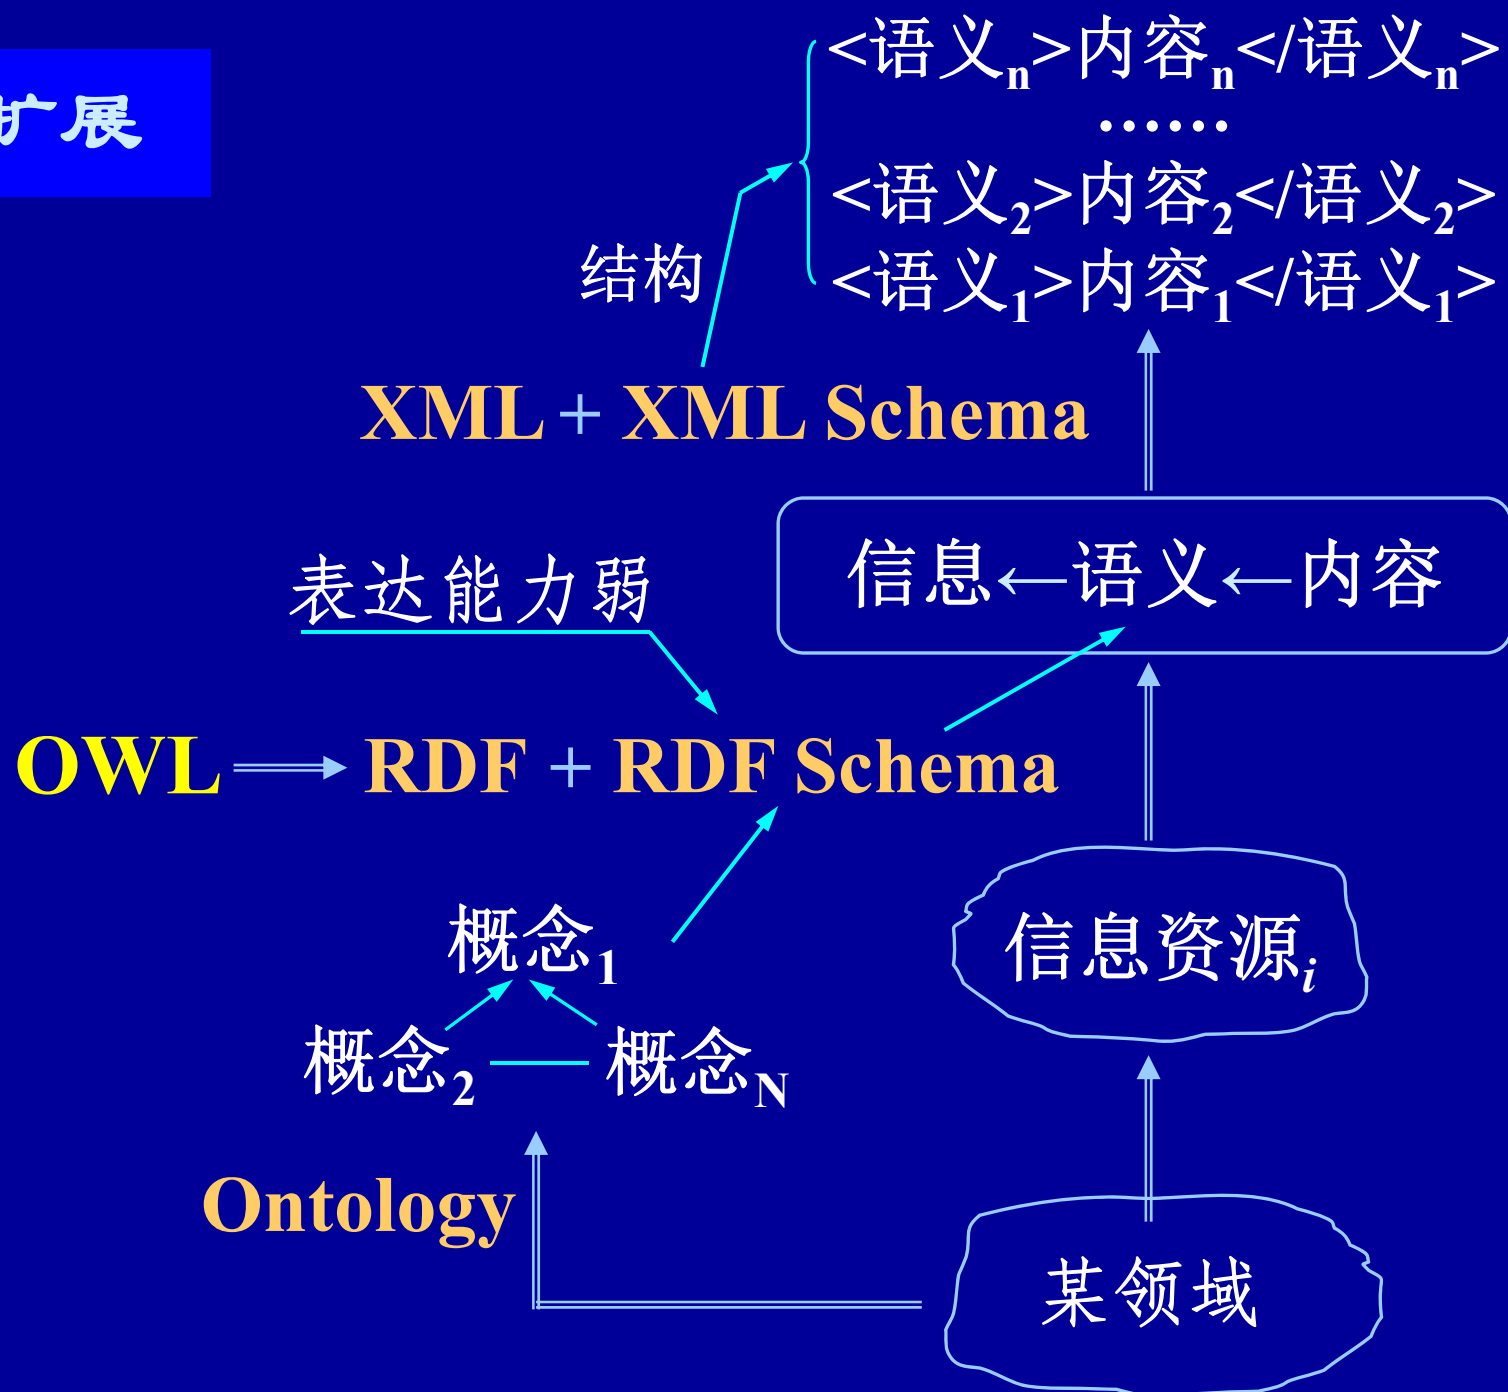 <语义n>内容n</语义n>
扩展
……
<语义2>内容2</语义2>
结构
<语义1>内容1</语义1>
XML + XML Schema
信息←语义←内容
表达能力弱
OWL RDF + RDF Schema
概念1
信息资源i
概念2 概念N
Ontology
某领域